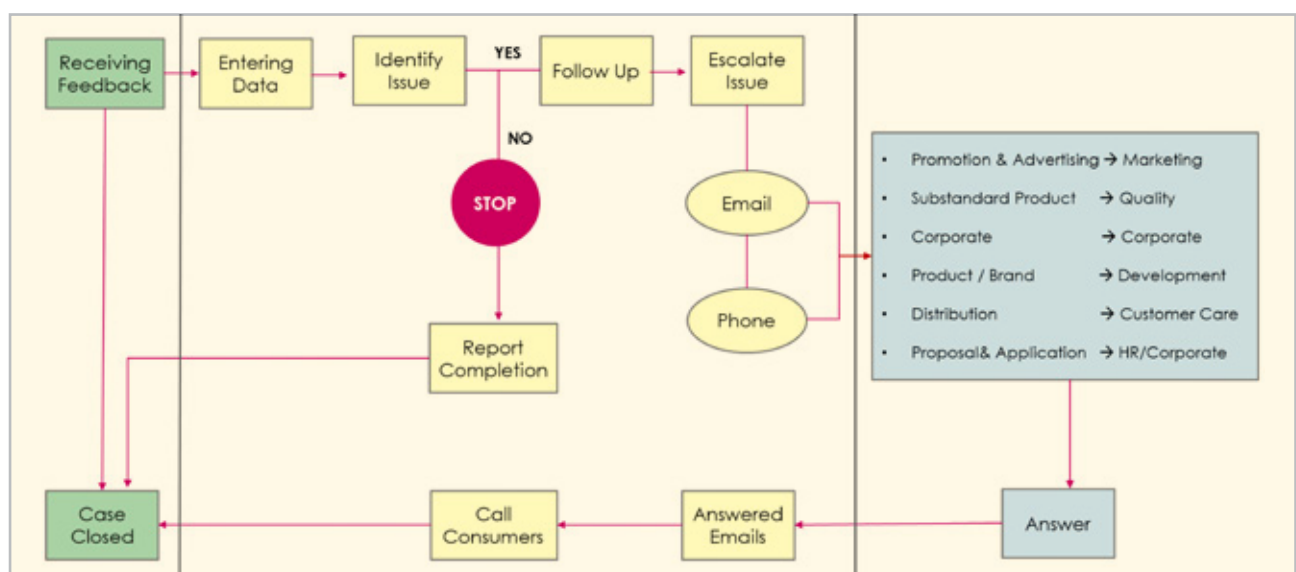 Receiving
Feedback
Entering
Data
Identify
Issue
YES
Follow Up
Escalate
Issue
NO
STOP
Email
Phone
• Promotion & Advertising → Marketing
• Substandard Product → Quality
• Corporate → Corporate
• Product / Brand → Development
• Distribution → Customer Care
• Proposal& Application → HR/Corporate
Report
Completion
Case
Closed
Call
Consumers
Answered
Emails
Answer